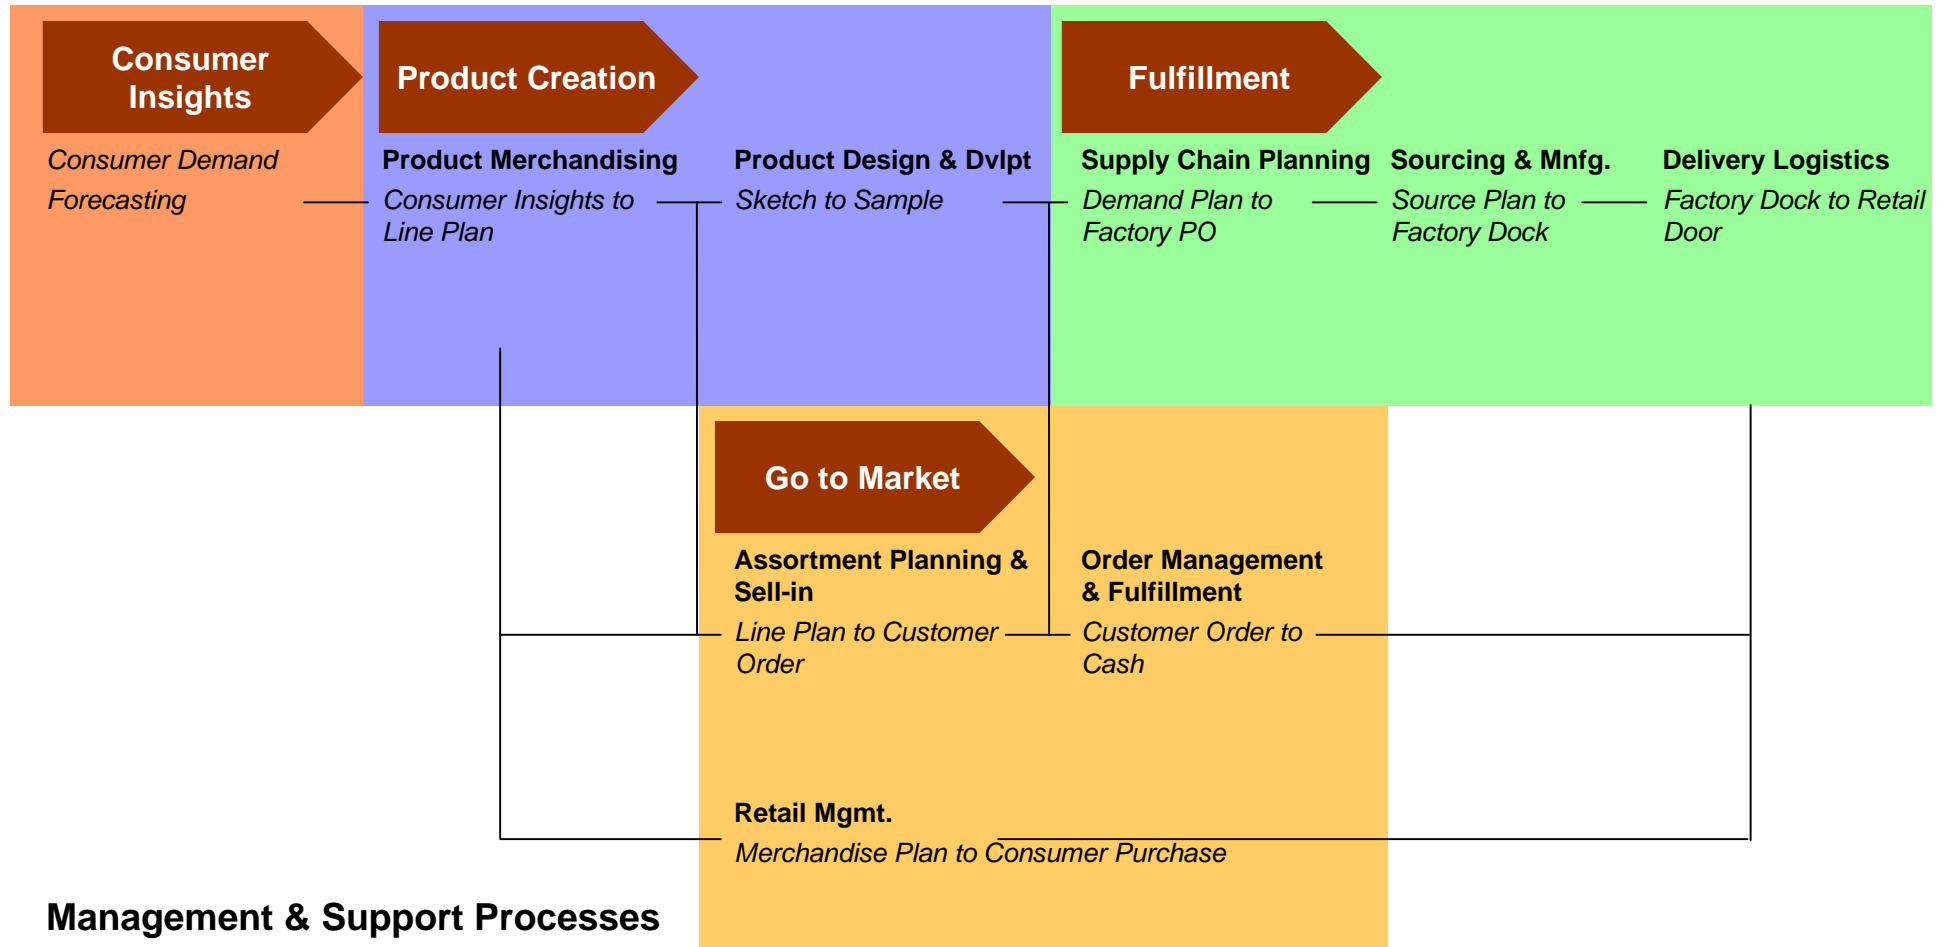 Consumer
Insights
Product Creation
Fulfillment
Consumer Demand
Forecasting
Product Merchandising
Consumer Insights to
Line Plan
Product Design & Dvlpt
Sketch to Sample
Supply Chain Planning
Demand Plan to
Factory PO
Sourcing & Mnfg.
Source Plan to
Factory Dock
Delivery Logistics
Factory Dock to Retail
Door
Go to Market
Assortment Planning &
Sell-in
Line Plan to Customer
Order
Order Management
& Fulfillment
Customer Order to
Cash
Retail Mgmt.
Merchandise Plan to Consumer Purchase
Management & Support Processes